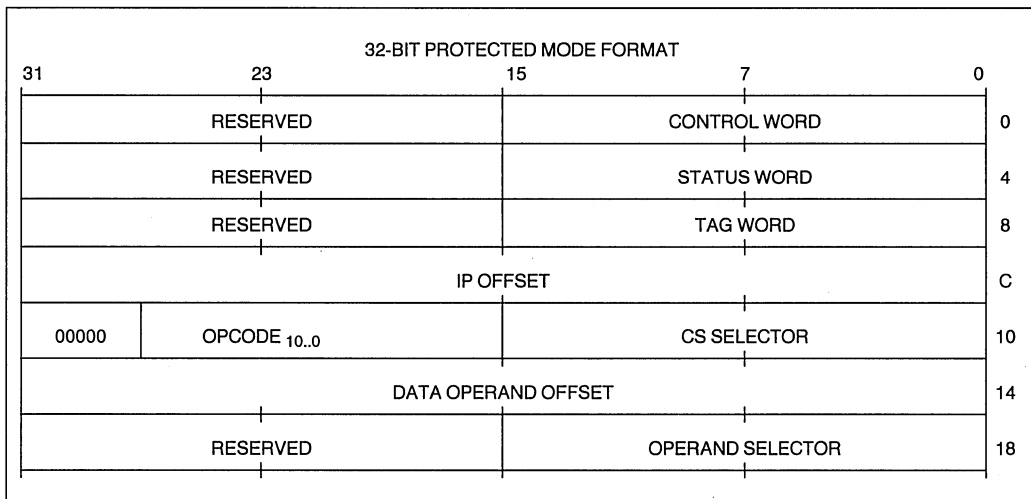 32-BIT PROTECTED MODE FORMAT
31 23 15 7 0
RESERVED CONTROL WORD 0
RESERVED STATUS WORD 4
RESERVED TAG WORD 8
IP OFFSET C
00000 OPCODE 10..0 CS SELECTOR 10
DATA OPERAND OFFSET 14
RESERVED OPERAND SELECTOR 18